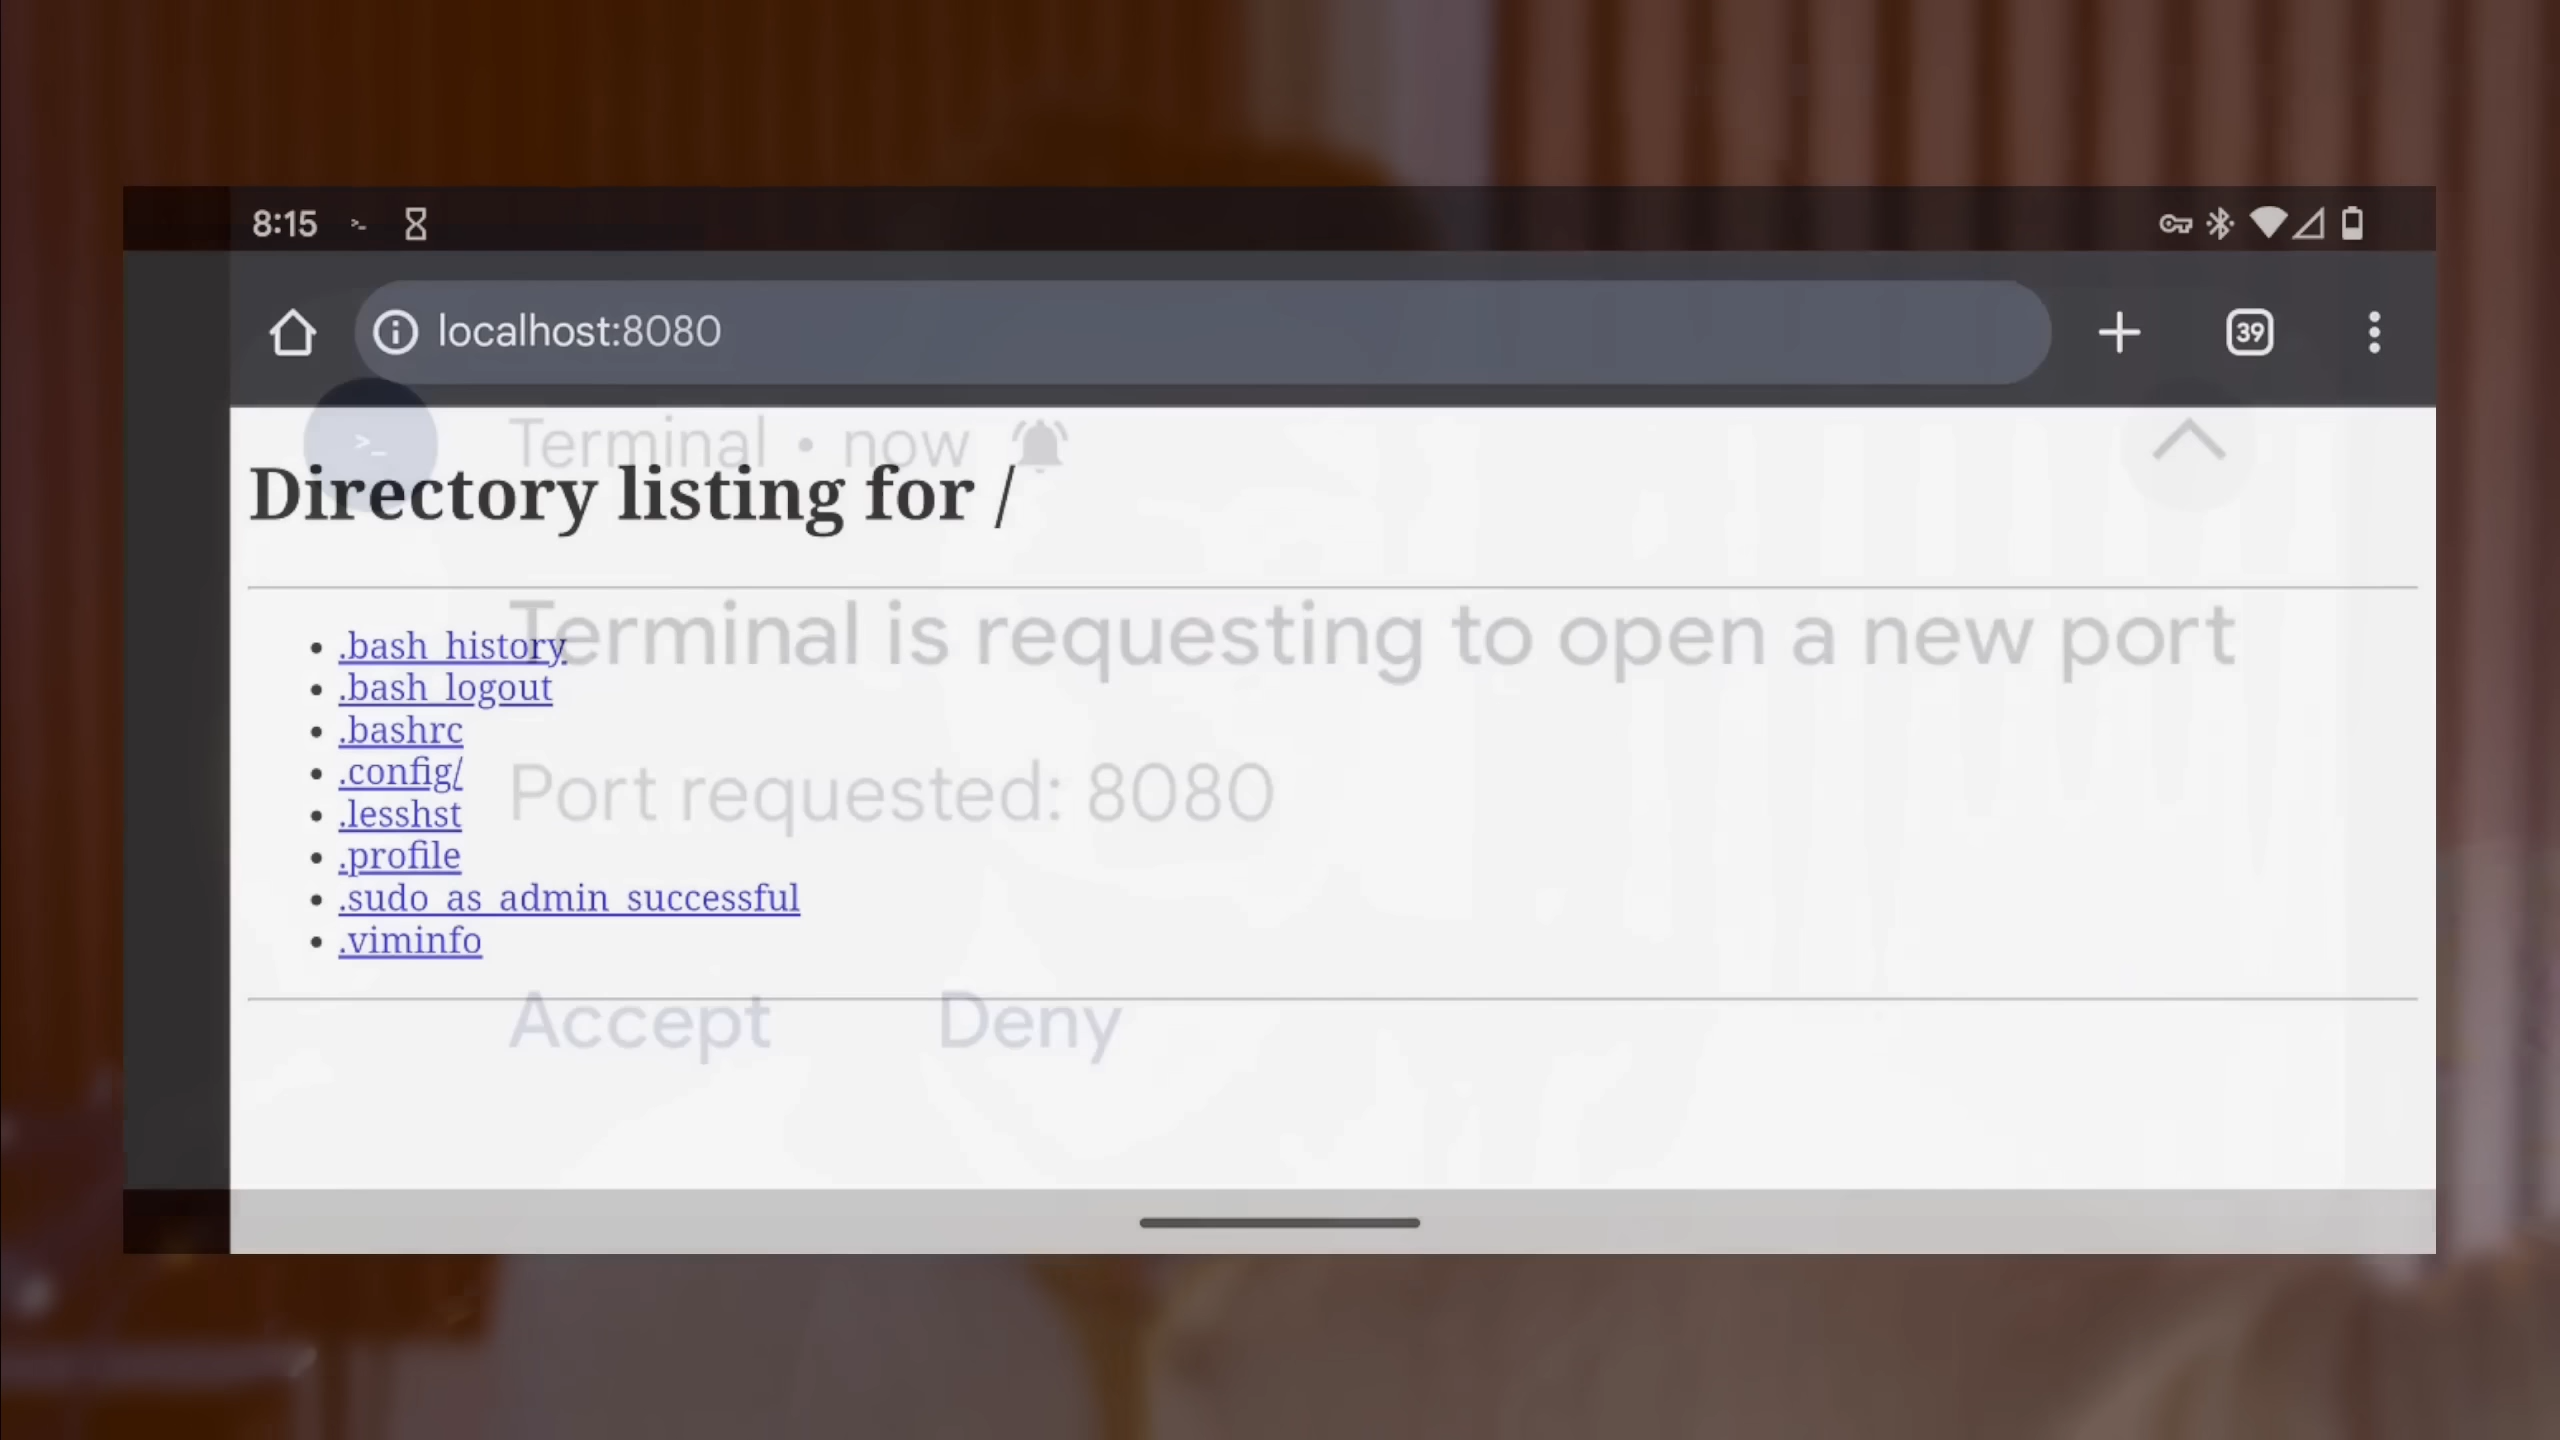 8:15
localhost:8080
39
Terminal • now
Directory listing for /
Terminal is requesting to open a new port
.bash_history
.bash_logout
.bashrc
.config/
Port requested: 8080
.lesshst
.profile
.sudo_as_admin_successful
.viminfo
Accept Deny